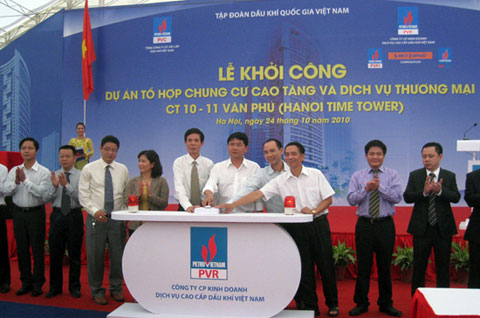 TẬP ĐOÀN DẦU KHÍ QUỐC GIA VIỆT NAM
PVC
LỄ KHỞI CÔNG
DỰ ÁN TỔ HỢP CHUNG CƯ CAO TẦNG VÀ DỊCH VỤ THƯƠNG MẠI
CT 10 - 11 VĂN PHÚ (HANOI TIME TOWER)
Hà Nội, ngày 24 tháng 10 năm 2010
PETROVIETNAM
PVR
CÔNG TY CP KINH DOANH
DỊCH VỤ CAO CẤP DẦU KHÍ VIỆT NAM